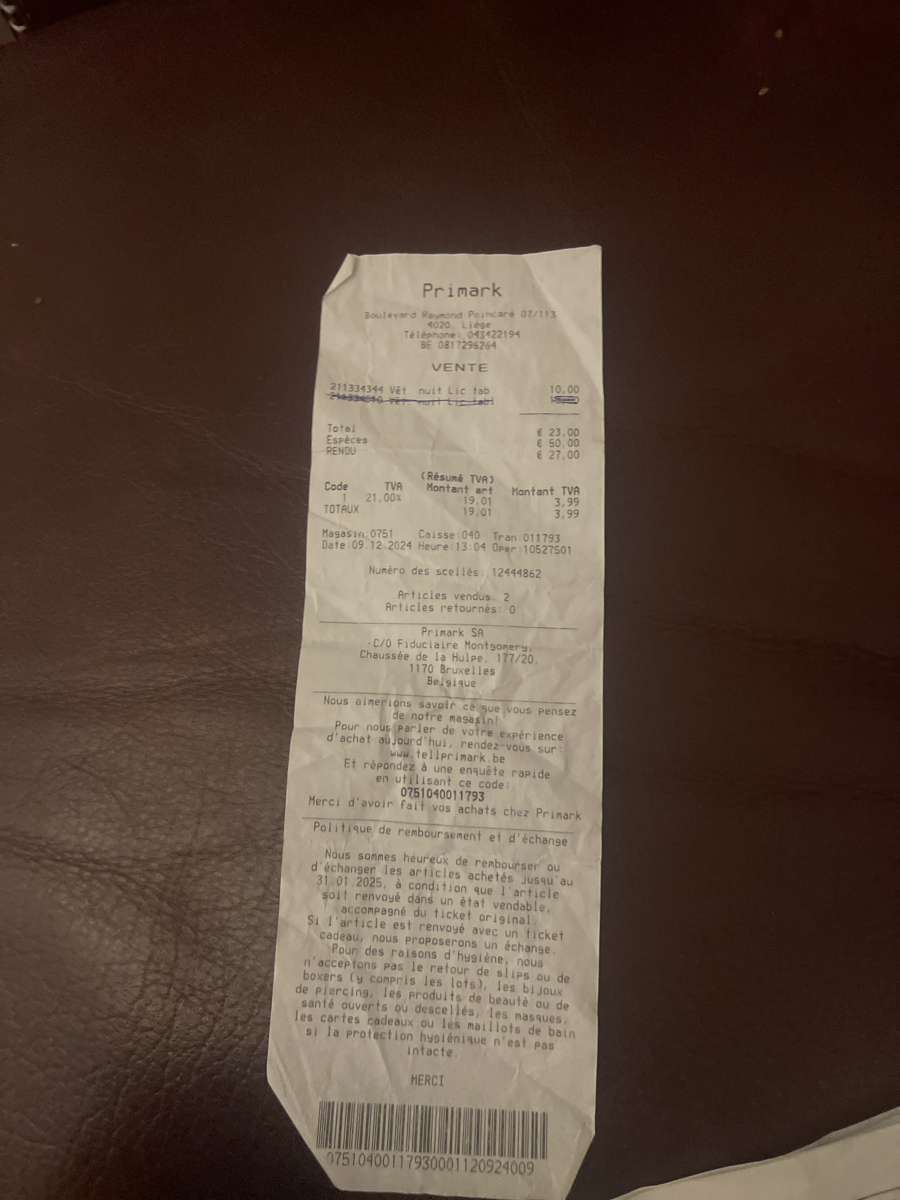 Primark
Boulevard Raymond Poincaré 07/113
4020, Liège
Téléphone: 043422194
BE 0817296264
VENTE
211334344 Vêt nuit Lic tab 10.00
Vêt nuit Lic tab
Total € 23,00
Espèces € 50,00
RENDU € 27,00
(Résumé TVA)
Code TVA Montant art Montant TVA
1 21.00% 19,01 3,99
TOTAUX 19,01 3,99
Magasin:0751 Caisse:040 Tran:011793
Date:09.12.2024 Heure:13:04 Oper:10527501
Numéro des scellés: 12444862
Articles vendus: 2
Articles retournés: 0
Primark SA
C/O Fiduciaire Montgomery,
Chaussée de la Hulpe, 177/20,
1170 Bruxelles
Belgique
Nous aimerions savoir ce que vous pensez
de notre magasin!
Pour nous parler de votre expérience
d'achat aujourd'hui, rendez-vous sur:
www.tellprimark.be
Et répondez à une enquête rapide
en utilisant ce code:
0751040011793
Merci d'avoir fait vos achats chez Primark
Politique de remboursement et d'échange
Nous sommes heureux de rembourser ou
d'échanger les articles achetés jusqu'au
31.01.2025, à condition que l'article
soit renvoyé dans un état vendable,
accompagné du ticket original.
Si l'article est renvoyé avec un ticket
cadeau, nous proposerons un échange.
Pour des raisons d'hygiène, nous
n'acceptons pas le retour de slips ou de
boxers (y compris les lots), les bijoux
de piercing, les produits de beauté ou de
santé ouverts ou descellés, les masques,
les cartes cadeaux ou les maillots de bain
si la protection hygiénique n'est pas
intacte.
MERCI
07510400117930001120924009